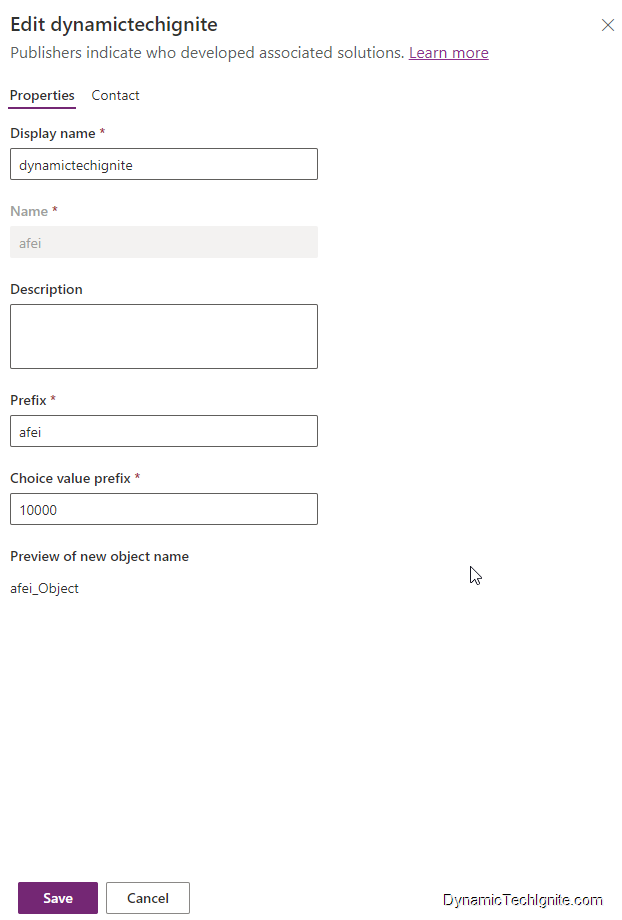 Edit dynamictechignite
Publishers indicate who developed associated solutions. Learn more
Properties Contact
Display name *
dynamictechignite
Name *
afei
Description
Prefix *
afei
Choice value prefix *
10000
Preview of new object name
afei_Object
Save Cancel
DynamicTechIgnite.com